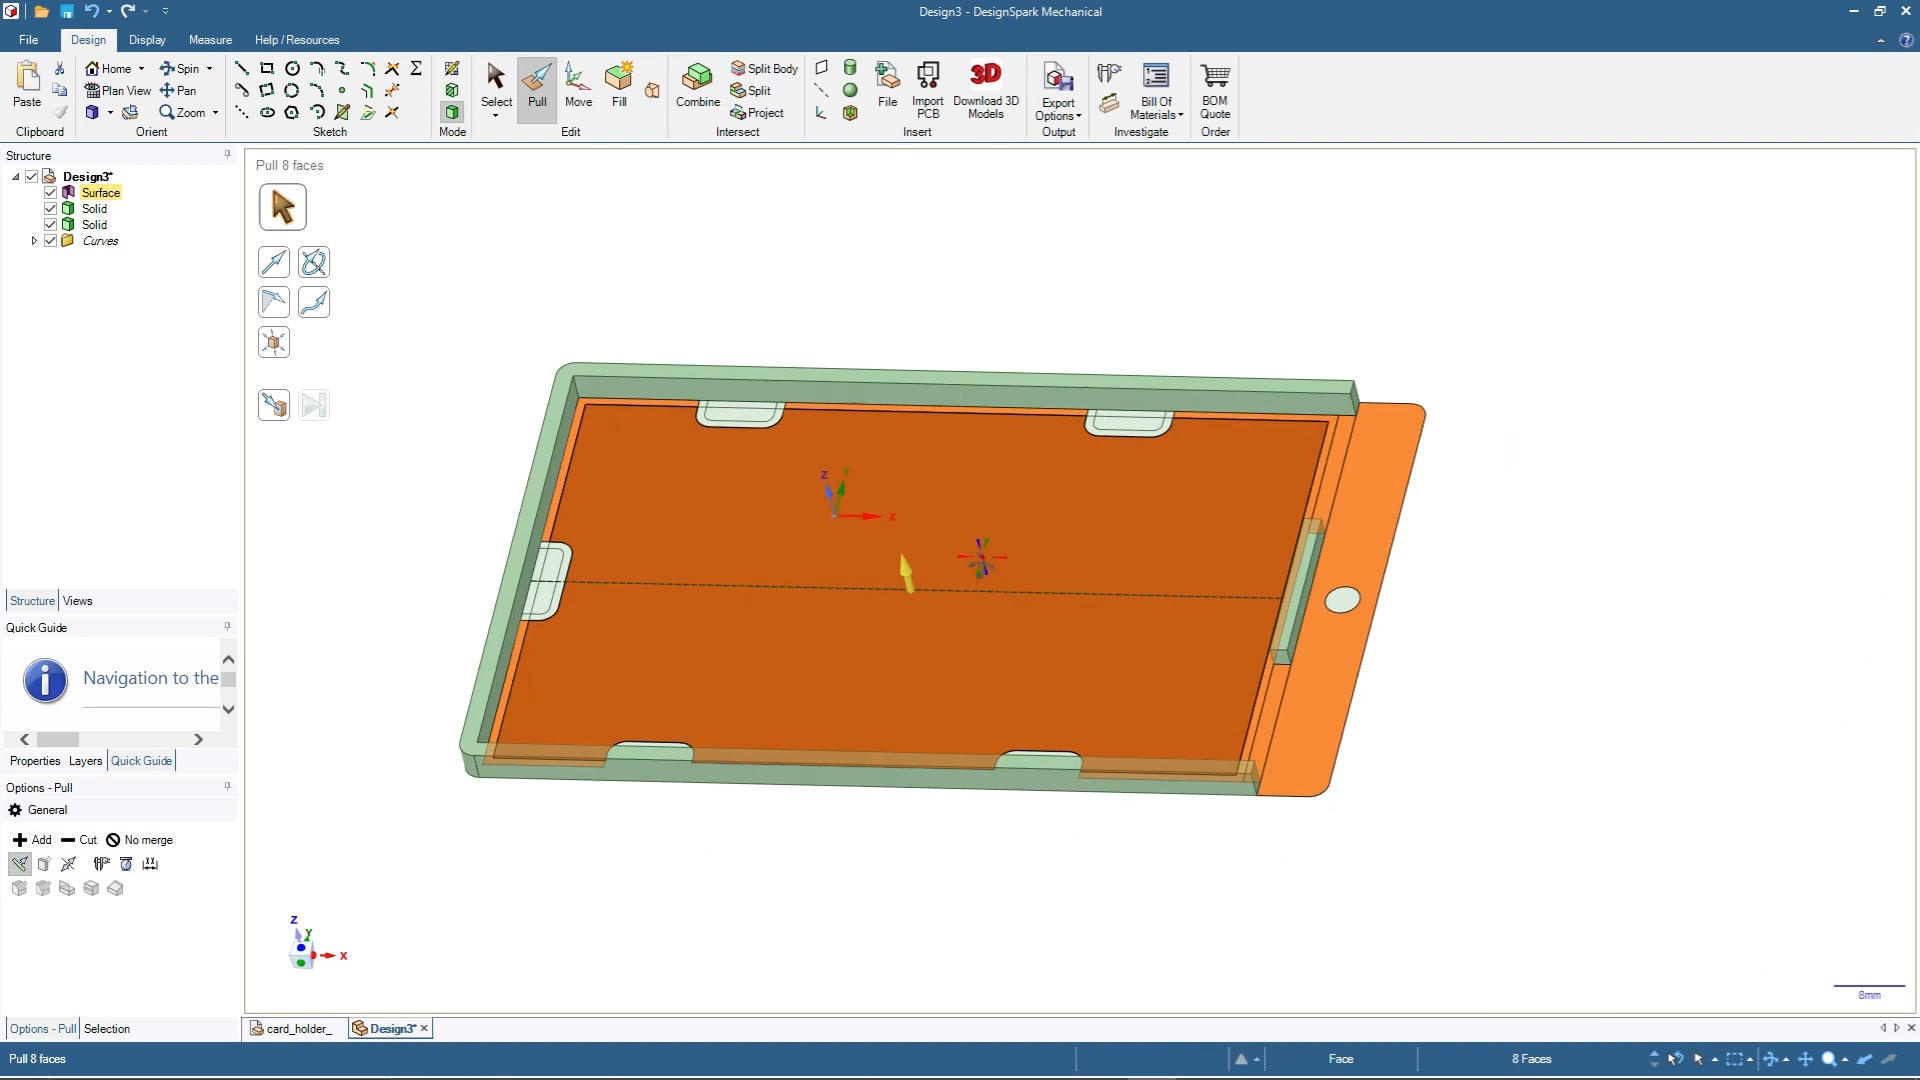 Design3 - DesignSpark Mechanical
File
Design
Display
Measure
Help / Resources
Paste
Clipboard
Home
Spin
Plan View
Pan
Zoom
Orient
Sketch
Mode
Select
Pull
Move
Fill
Edit
Combine
Split Body
Split
Project
Intersect
File
Import
PCB
3D
Download 3D
Models
Insert
Export
Options
Output
Bill Of
Materials
Investigate
BOM
Quote
Order
Structure
Design3*
Surface
Solid
Solid
Curves
Structure
Views
Quick Guide
Navigation to the
Properties
Layers
Quick Guide
Options - Pull
General
Add
Cut
No merge
Options - Pull
Selection
Pull 8 faces
Z
Y
X
Z
Y
X
8mm
card_holder_
Design3*
Pull 8 faces
Face
8 Faces